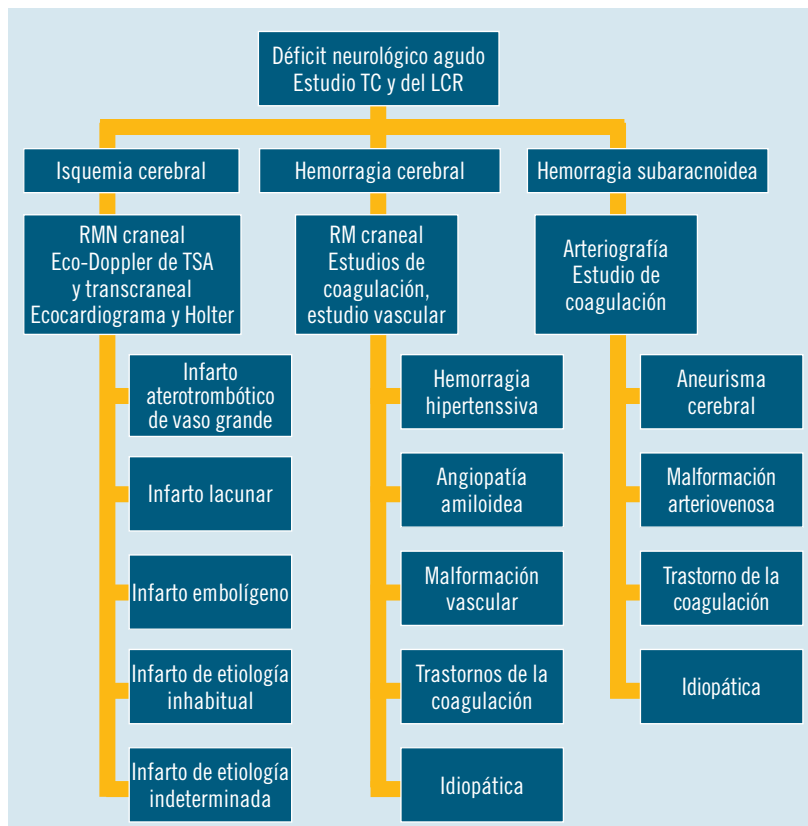 Déficit neurológico agudo
Estudio TC y del LCR
Isquemia cerebral
Hemorragia cerebral
Hemorragia subaracnoidea
RMN craneal
Eco-Doppler de TSA
y transcraneal
Ecocardiograma y Holter
RM craneal
Estudios de
coagulación,
estudio vascular
Arteriografía
Estudio de
coagulación
Infarto
aterotrombótico
de vaso grande
Infarto lacunar
Infarto embolígeno
Infarto de etiología
inhabitual
Infarto de etiología
indeterminada
Hemorragia
hipertenssiva
Angiopatía
amiloidea
Malformación
vascular
Trastornos de la
coagulación
Idiopática
Aneurisma
cerebral
Malformación
arteriovenosa
Trastorno de la
coagulación
Idiopática